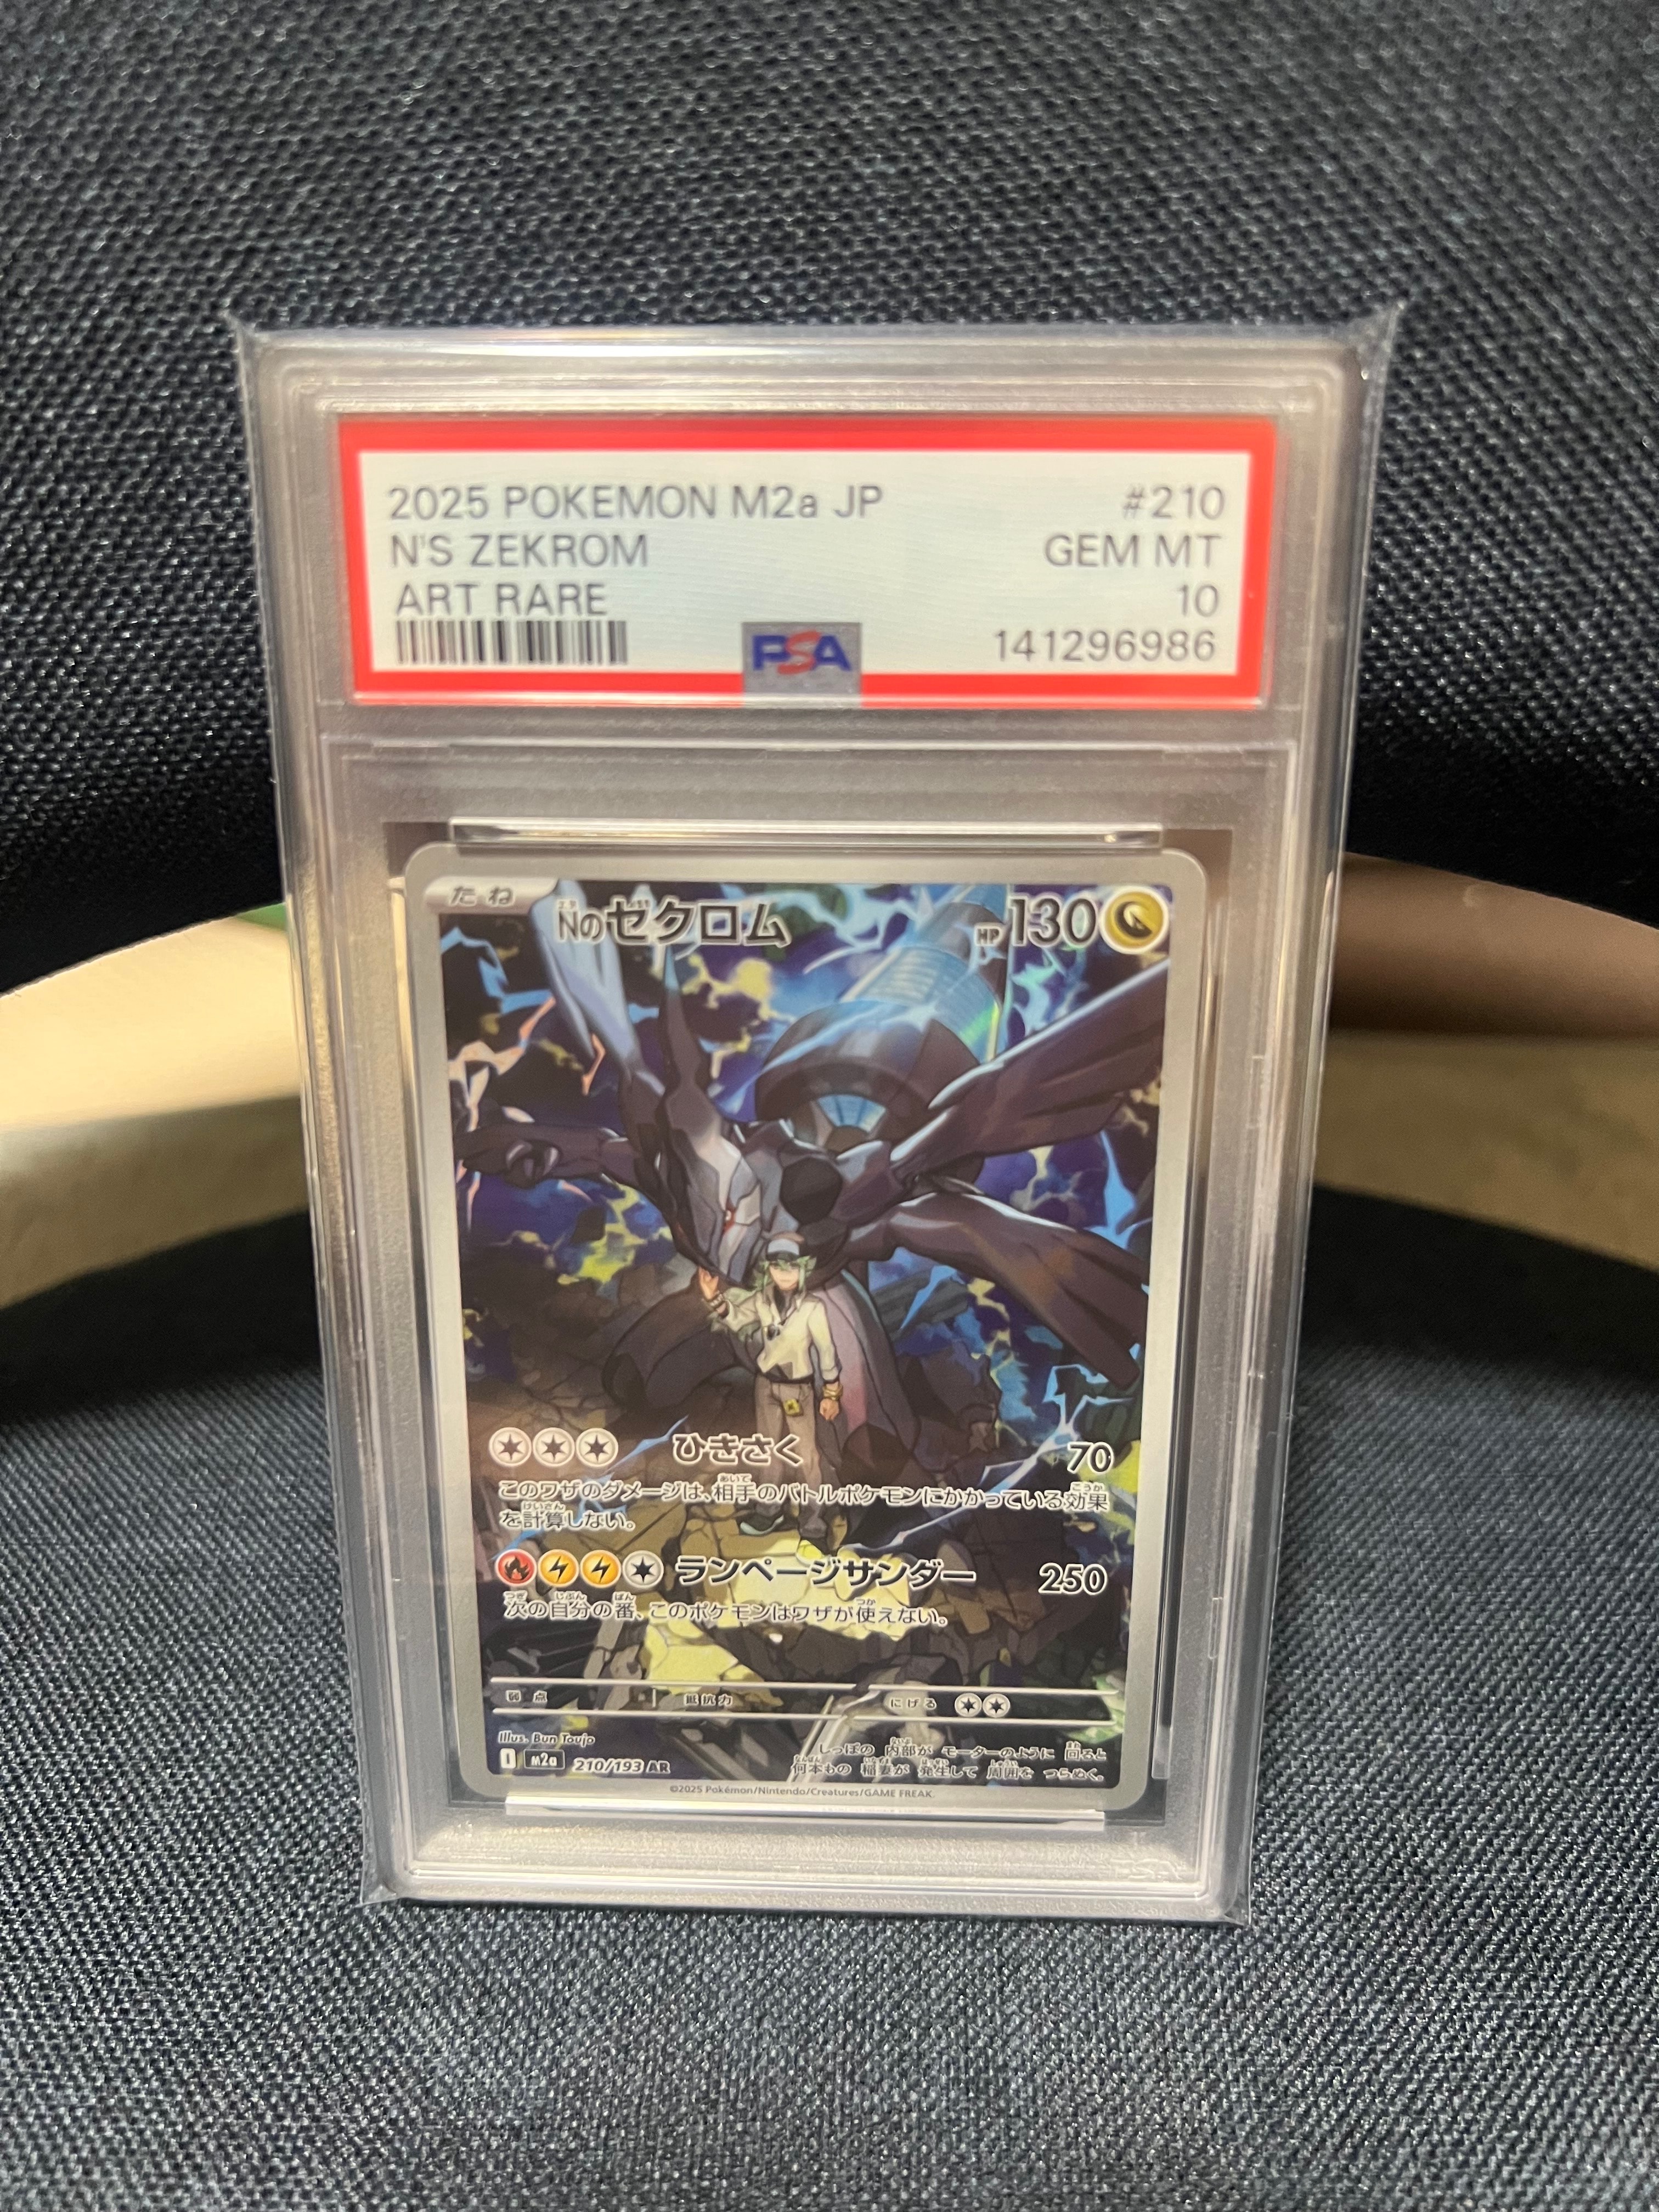 2025 POKEMON M2a JP #210
N'S ZEKROM GEM MT
ART RARE 10
PSA 141296986
たね Nのゼクロム HP130
ひきさく 70
このワザのダメージは、相手のバトルポケモンにかかっている効果
を計算しない。
ランページサンダー 250
次の自分の番、このポケモンはワザが使えない。
弱点 抵抗力 にげる
Illus. Bun Toujo
しっぽの内部がモーターのように回ると
I m2a 210/193 AR 何本もの稲妻が発生して周囲をつらぬく。
©2025 Pokémon/Nintendo/Creatures/GAME FREAK.